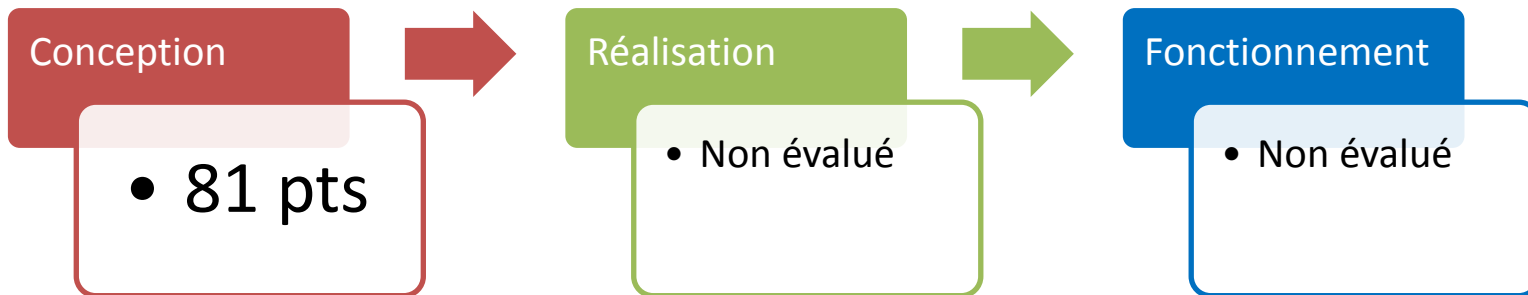 Conception
• 81 pts
Réalisation
• Non évalué
Fonctionnement
• Non évalué